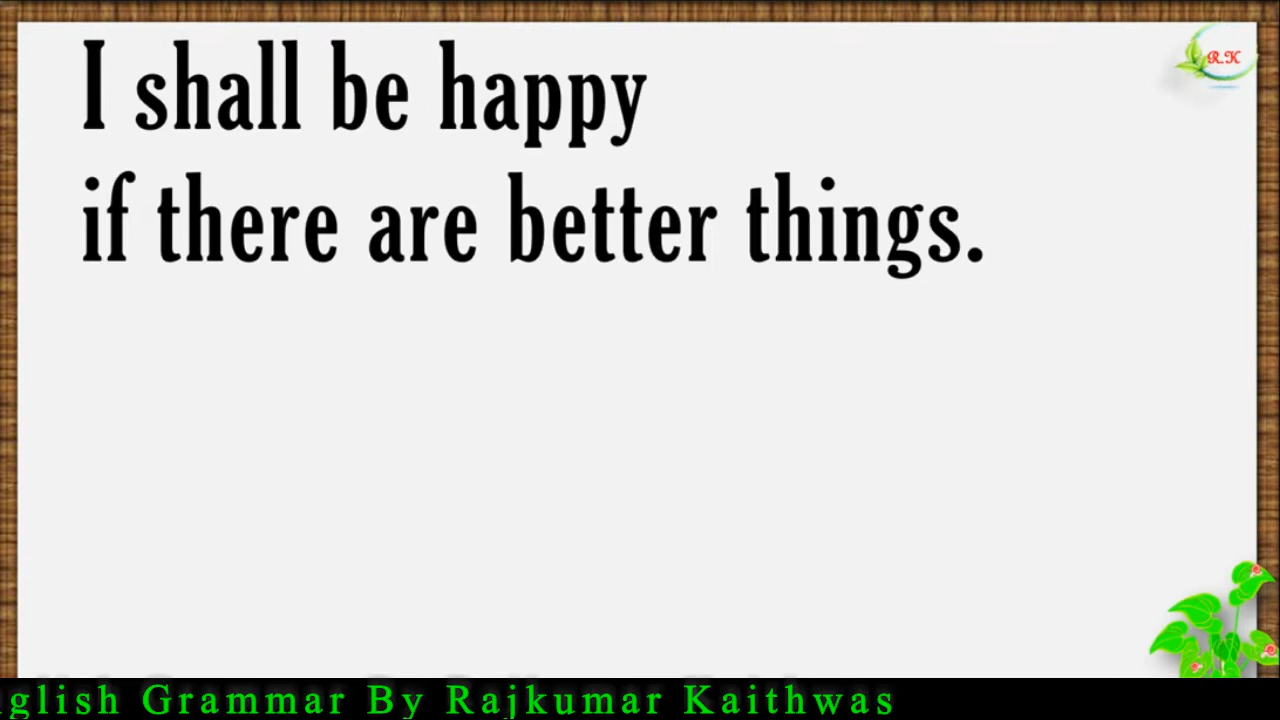 I shall be happy
R.K
if there are better things.
glish Grammar By Rajkumar Kaithwas